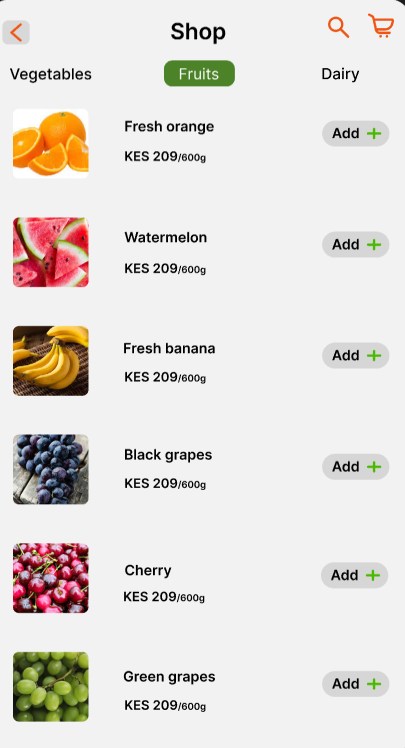 Shop
Vegetables Fruits Dairy
Fresh orange
KES 209/600g
Add +
Watermelon
KES 209/600g
Add +
Fresh banana
KES 209/600g
Add +
Black grapes
KES 209/600g
Add +
Cherry
KES 209/600g
Add +
Green grapes
KES 209/600g
Add +